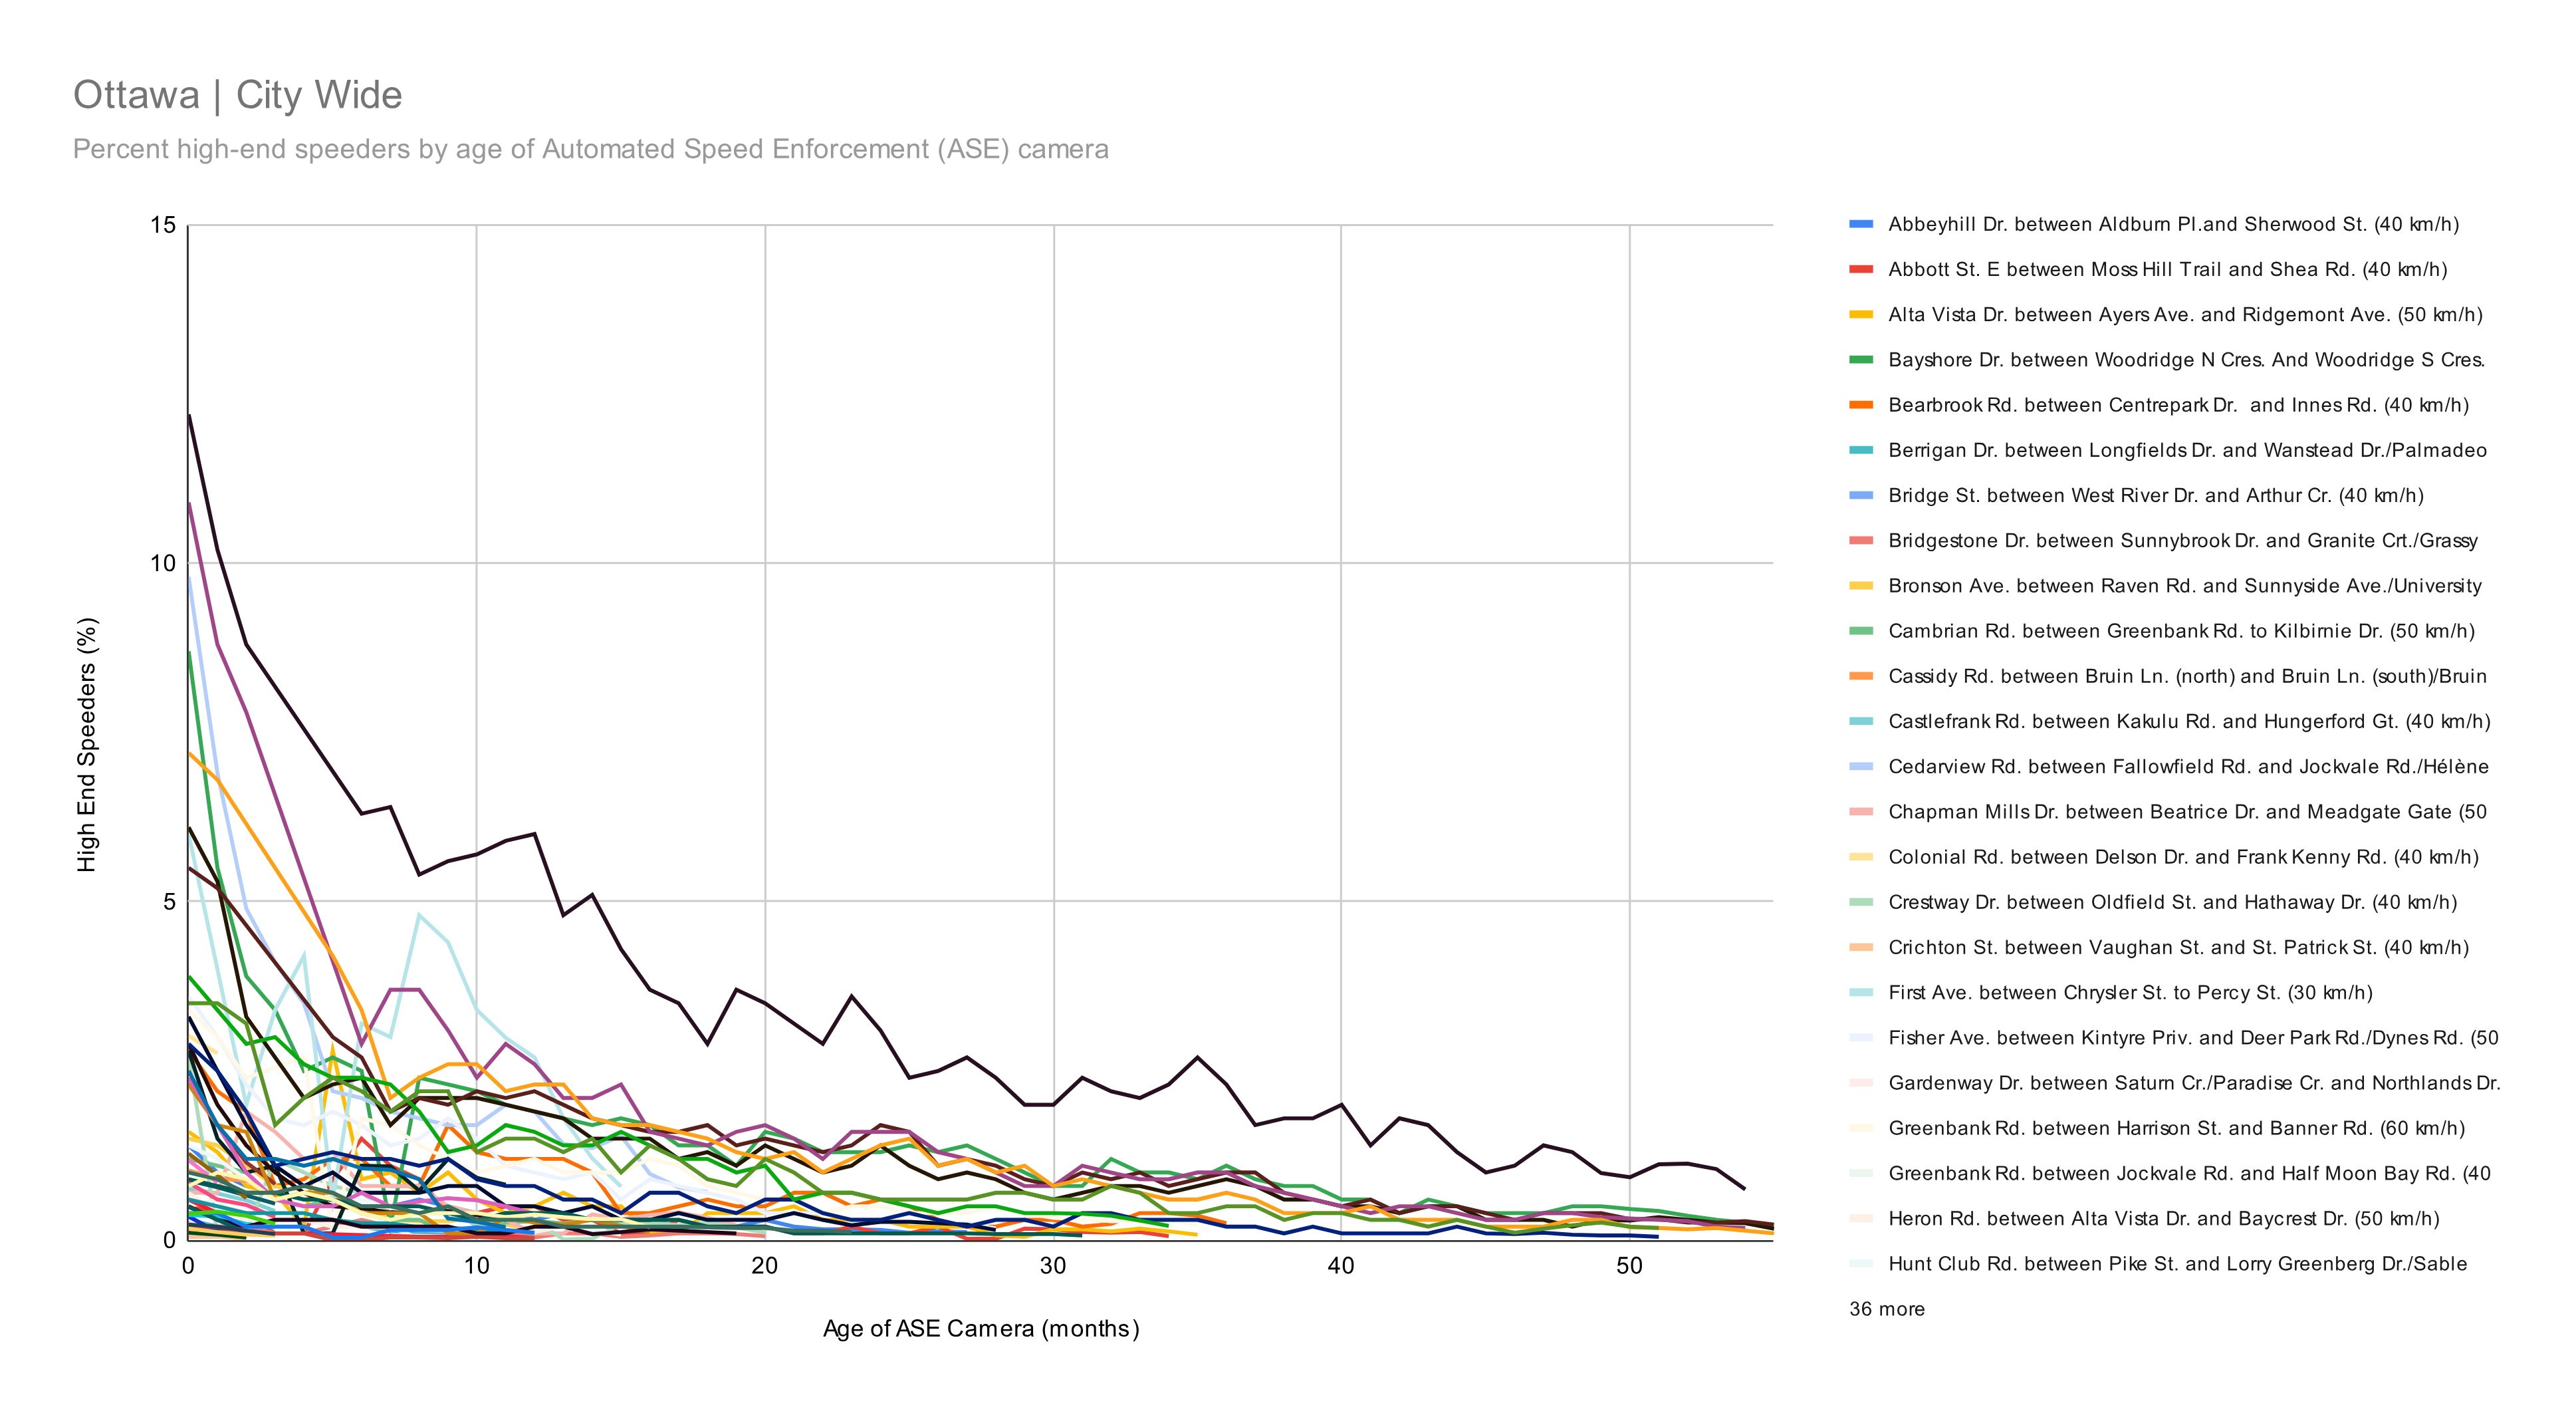 Ottawa | City Wide
Percent high-end speeders by age of Automated Speed Enforcement (ASE) camera
15
10
5
0
High End Speeders (%)
0 10 20 30 40 50
Age of ASE Camera (months)
Abbeyhill Dr. between Aldburn Pl.and Sherwood St. (40 km/h)
Abbott St. E between Moss Hill Trail and Shea Rd. (40 km/h)
Alta Vista Dr. between Ayers Ave. and Ridgemont Ave. (50 km/h)
Bayshore Dr. between Woodridge N Cres. And Woodridge S Cres.
Bearbrook Rd. between Centrepark Dr.  and Innes Rd. (40 km/h)
Berrigan Dr. between Longfields Dr. and Wanstead Dr./Palmadeo
Bridge St. between West River Dr. and Arthur Cr. (40 km/h)
Bridgestone Dr. between Sunnybrook Dr. and Granite Crt./Grassy
Bronson Ave. between Raven Rd. and Sunnyside Ave./University
Cambrian Rd. between Greenbank Rd. to Kilbirnie Dr. (50 km/h)
Cassidy Rd. between Bruin Ln. (north) and Bruin Ln. (south)/Bruin
Castlefrank Rd. between Kakulu Rd. and Hungerford Gt. (40 km/h)
Cedarview Rd. between Fallowfield Rd. and Jockvale Rd./Hélène
Chapman Mills Dr. between Beatrice Dr. and Meadgate Gate (50
Colonial Rd. between Delson Dr. and Frank Kenny Rd. (40 km/h)
Crestway Dr. between Oldfield St. and Hathaway Dr. (40 km/h)
Crichton St. between Vaughan St. and St. Patrick St. (40 km/h)
First Ave. between Chrysler St. to Percy St. (30 km/h)
Fisher Ave. between Kintyre Priv. and Deer Park Rd./Dynes Rd. (50
Gardenway Dr. between Saturn Cr./Paradise Cr. and Northlands Dr.
Greenbank Rd. between Harrison St. and Banner Rd. (60 km/h)
Greenbank Rd. between Jockvale Rd. and Half Moon Bay Rd. (40
Heron Rd. between Alta Vista Dr. and Baycrest Dr. (50 km/h)
Hunt Club Rd. between Pike St. and Lorry Greenberg Dr./Sable
36 more